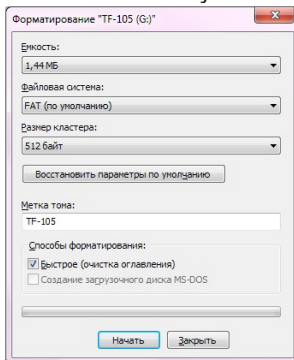 Форматирование "TF-105 (G:)"
Емкость:
1,44 МБ
Файловая система:
FAT (по умолчанию)
Размер кластера:
512 байт
Восстановить параметры по умолчанию
Метка тома:
TF-105
Способы форматирования:
Быстрое (очистка оглавления)
Создание загрузочного диска MS-DOS
Начать
Закрыть